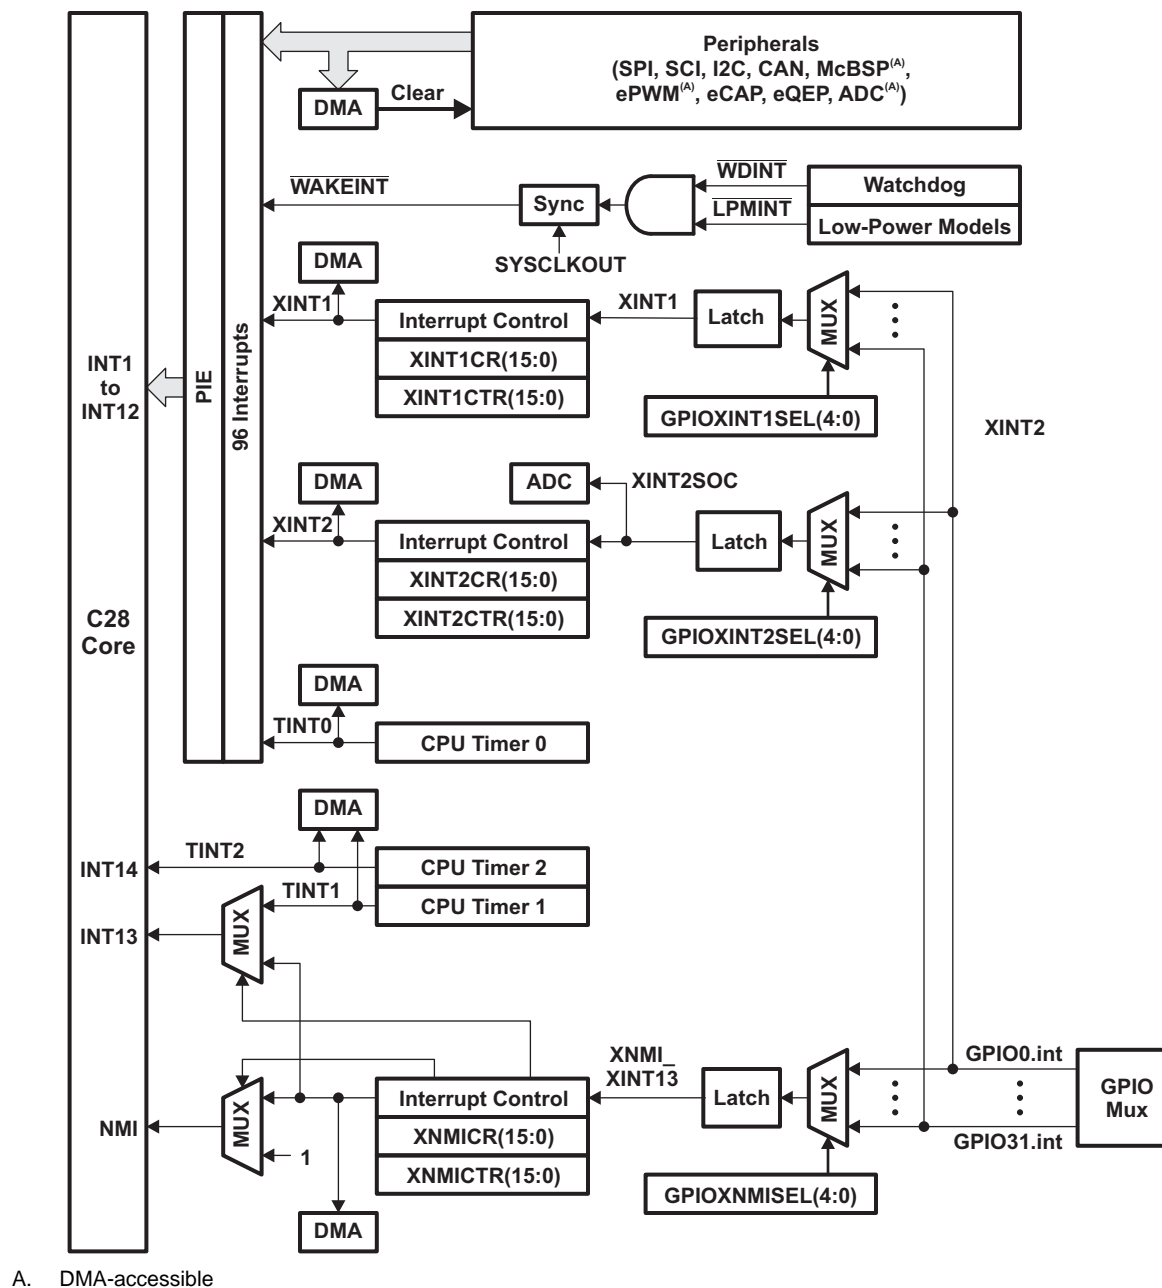 Peripherals
(SPI, SCI, I2C, CAN, McBSP(A),
ePWM(A), eCAP, eQEP, ADC(A))
DMA
Clear
WDINT
Watchdog
WAKEINT
Sync
LPMINT
Low-Power Models
SYSCLKOUT
DMA
XINT1
Interrupt Control
XINT1
Latch
MUX
XINT1CR(15:0)
XINT1CTR(15:0)
GPIOXINT1SEL(4:0)
INT1
to
INT12
PIE
96 Interrupts
XINT2
DMA
ADC
XINT2SOC
XINT2
Interrupt Control
Latch
MUX
XINT2CR(15:0)
XINT2CTR(15:0)
GPIOXINT2SEL(4:0)
C28
Core
DMA
TINT0
CPU Timer 0
DMA
INT14
TINT2
CPU Timer 2
TINT1
CPU Timer 1
INT13
MUX
XNMI_
XINT13
GPIO0.int
Interrupt Control
Latch
MUX
GPIO
Mux
NMI
MUX
1
XNMICR(15:0)
GPIO31.int
XNMICTR(15:0)
GPIOXNMISEL(4:0)
DMA
A. DMA-accessible